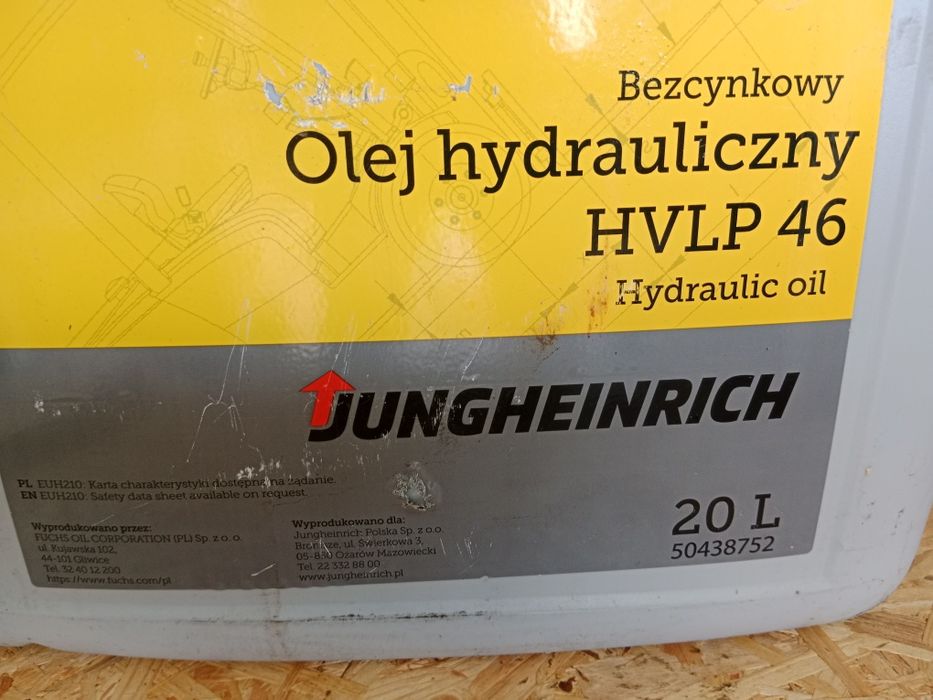 Bezcynkowy
Olej hydrauliczny
HVLP 46
Hydraulic oil
JUNGHEINRICH
PL EUH210: Karta charakterystyki dostępna na żądanie.
EN EUH210: Safety data sheet available on request.
Wyprodukowano przez:
FUCHS OIL CORPORATION (PL) Sp. z o. o.
ul. Kujawska 102,
44-101 Gliwice
Tel. 32 40 12 200
https://www.fuchs.com/pl
Wyprodukowano dla:
Jungheinrich Polska Sp. z o.o.
Bronisze, ul. Świerkowa 3,
05-850 Ożarów Mazowiecki
Tel. 22 332 88 00
www.jungheinrich.pl
20 L
50438752